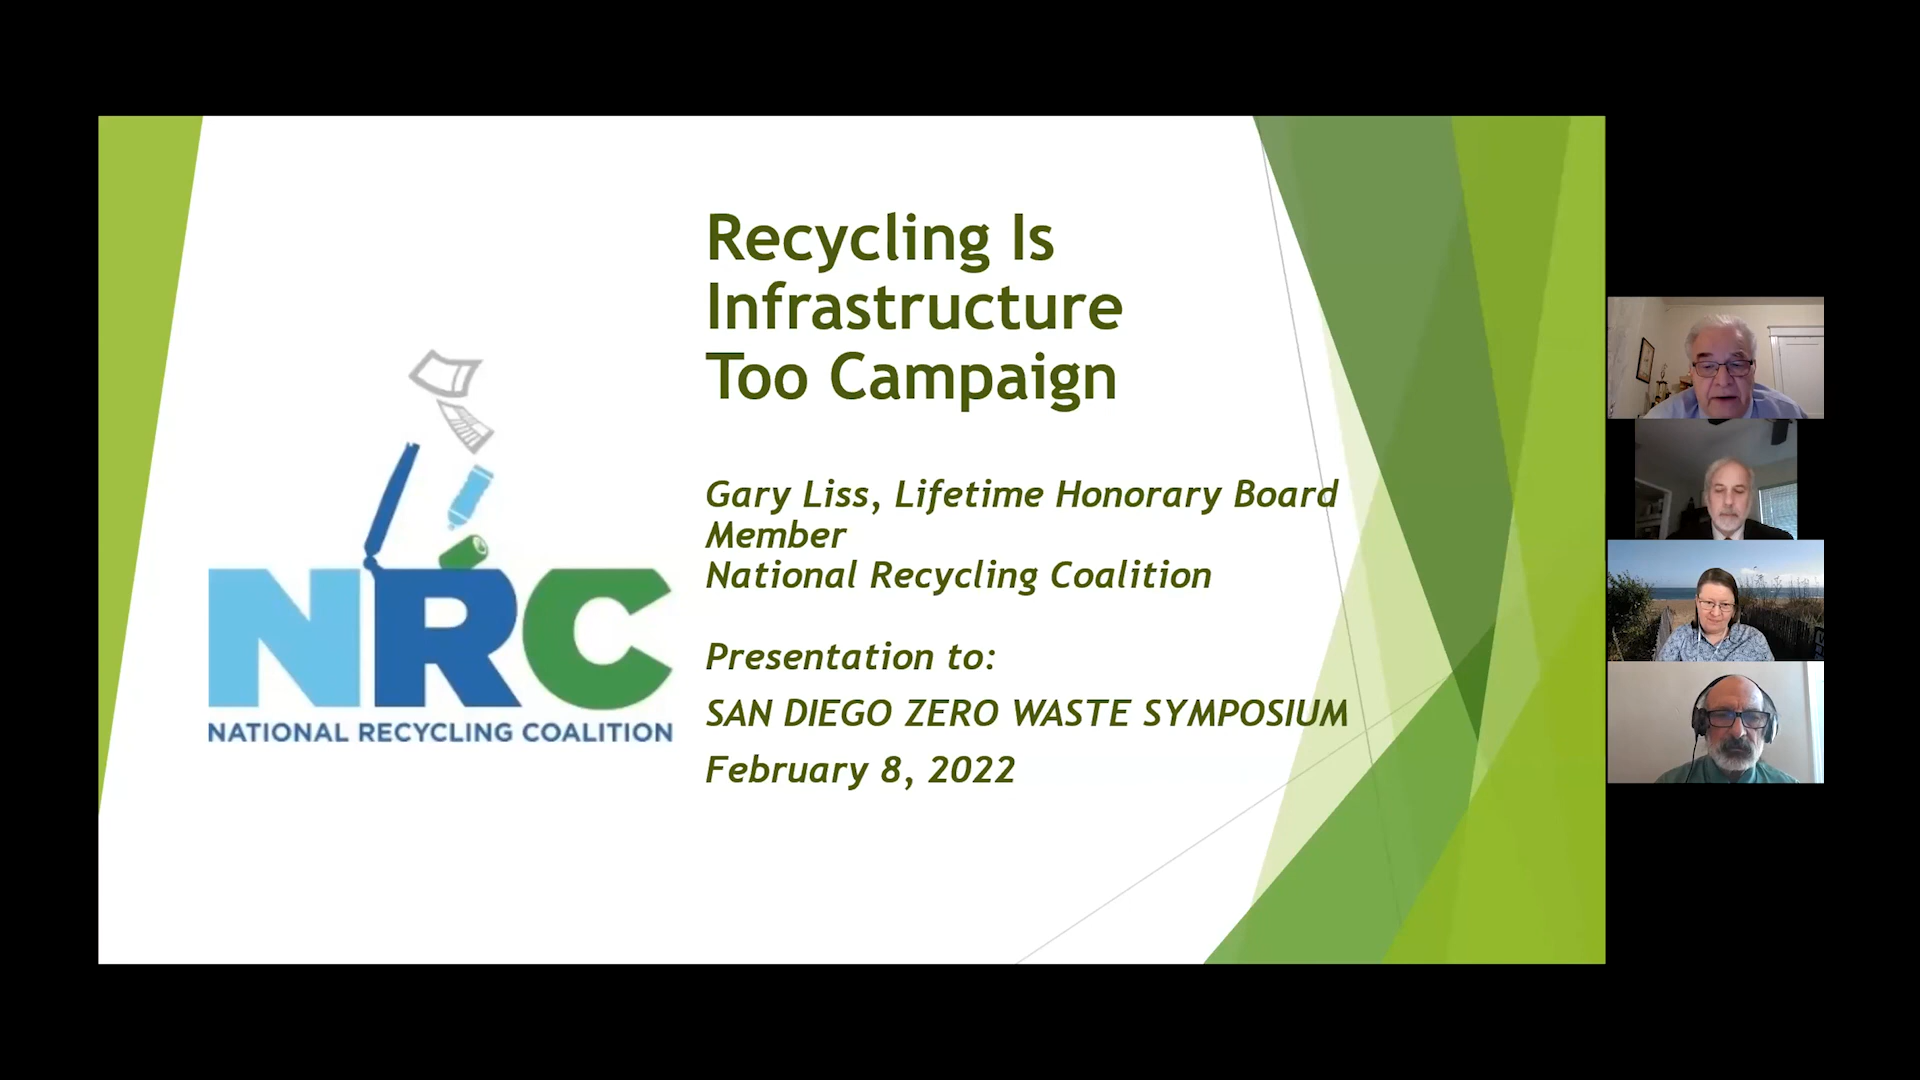 Recycling Is
Infrastructure
Too Campaign
Gary Liss, Lifetime Honorary Board
Member
National Recycling Coalition
Presentation to:
SAN DIEGO ZERO WASTE SYMPOSIUM
February 8, 2022
NRC
NATIONAL RECYCLING COALITION